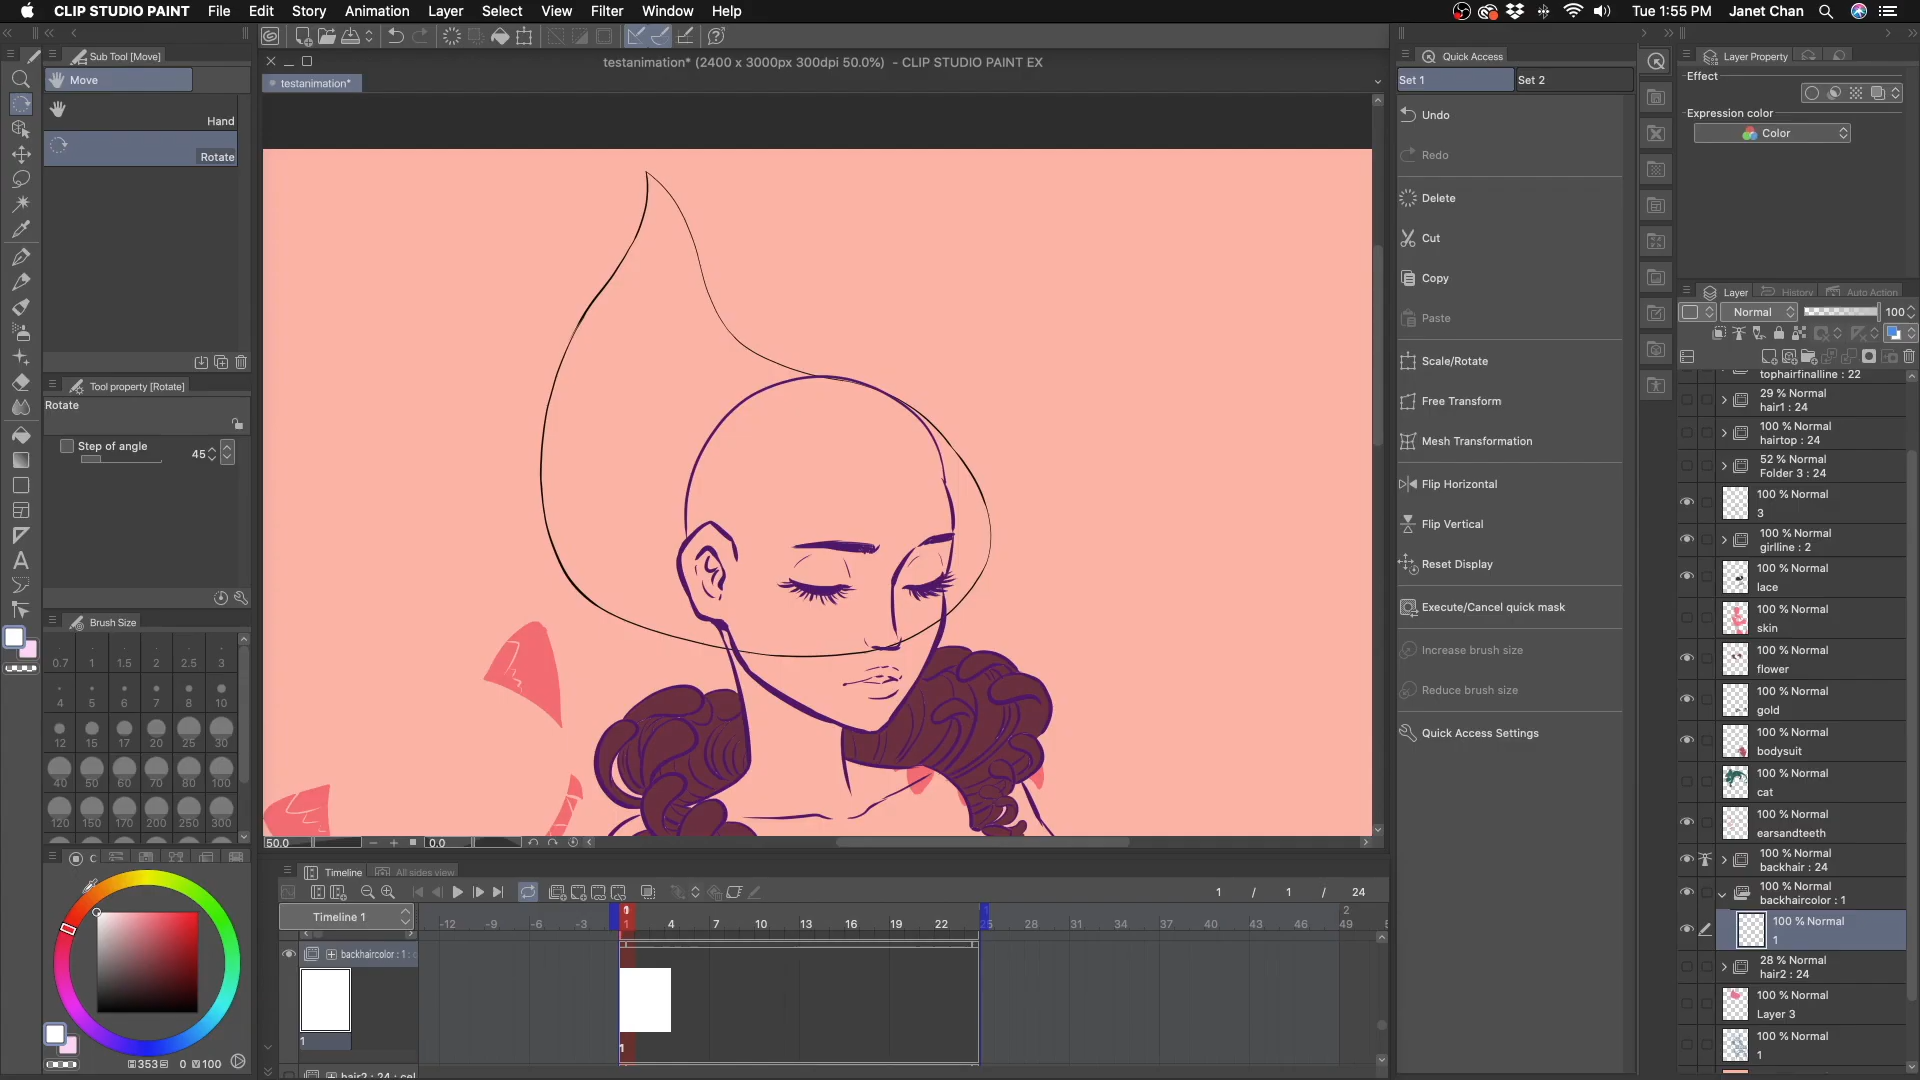 CLIP STUDIO PAINT File Edit Story Animation Layer Select View Filter Window Help Tue 1:55 PM Janet Chan
Sub Tool [Move]
Move
Hand
Rotate
Tool property [Rotate]
Rotate
Step of angle 45
Brush Size
0.7 1 1.5 2 2.5 3
4 5 6 7 8 10
12 15 17 20 25 30
40 50 60 70 80 100
120 150 170 200 250 300
C
353 0 V 100
testanimation* (2400 x 3000px 300dpi 50.0%) - CLIP STUDIO PAINT EX
testanimation*
50.0 0.0
Timeline All sides view
1 / 1 / 24
Timeline 1
-12 -9 -6 -3 1 4 7 10 13 16 19 22 25 28 31 34 37 40 43 46 49
2
backhaircolor : 1 : c
1
1
hair2 : 24 : cel
Quick Access
Set 1 Set 2
Undo
Redo
Delete
Cut
Copy
Paste
Scale/Rotate
Free Transform
Mesh Transformation
Flip Horizontal
Flip Vertical
Reset Display
Execute/Cancel quick mask
Increase brush size
Reduce brush size
Quick Access Settings
Layer Property
Effect
Expression color
Color
Layer History Auto Action
Normal 100
tophairfinalline : 22
29 % Normal
hair1 : 24
100 % Normal
hairtop : 24
52 % Normal
Folder 3 : 24
100 % Normal
3
100 % Normal
girlline : 2
100 % Normal
lace
100 % Normal
skin
100 % Normal
flower
100 % Normal
gold
100 % Normal
bodysuit
100 % Normal
cat
100 % Normal
earsandteeth
100 % Normal
backhair : 24
100 % Normal
backhaircolor : 1
100 % Normal
1
28 % Normal
hair2 : 24
100 % Normal
Layer 3
100 % Normal
1